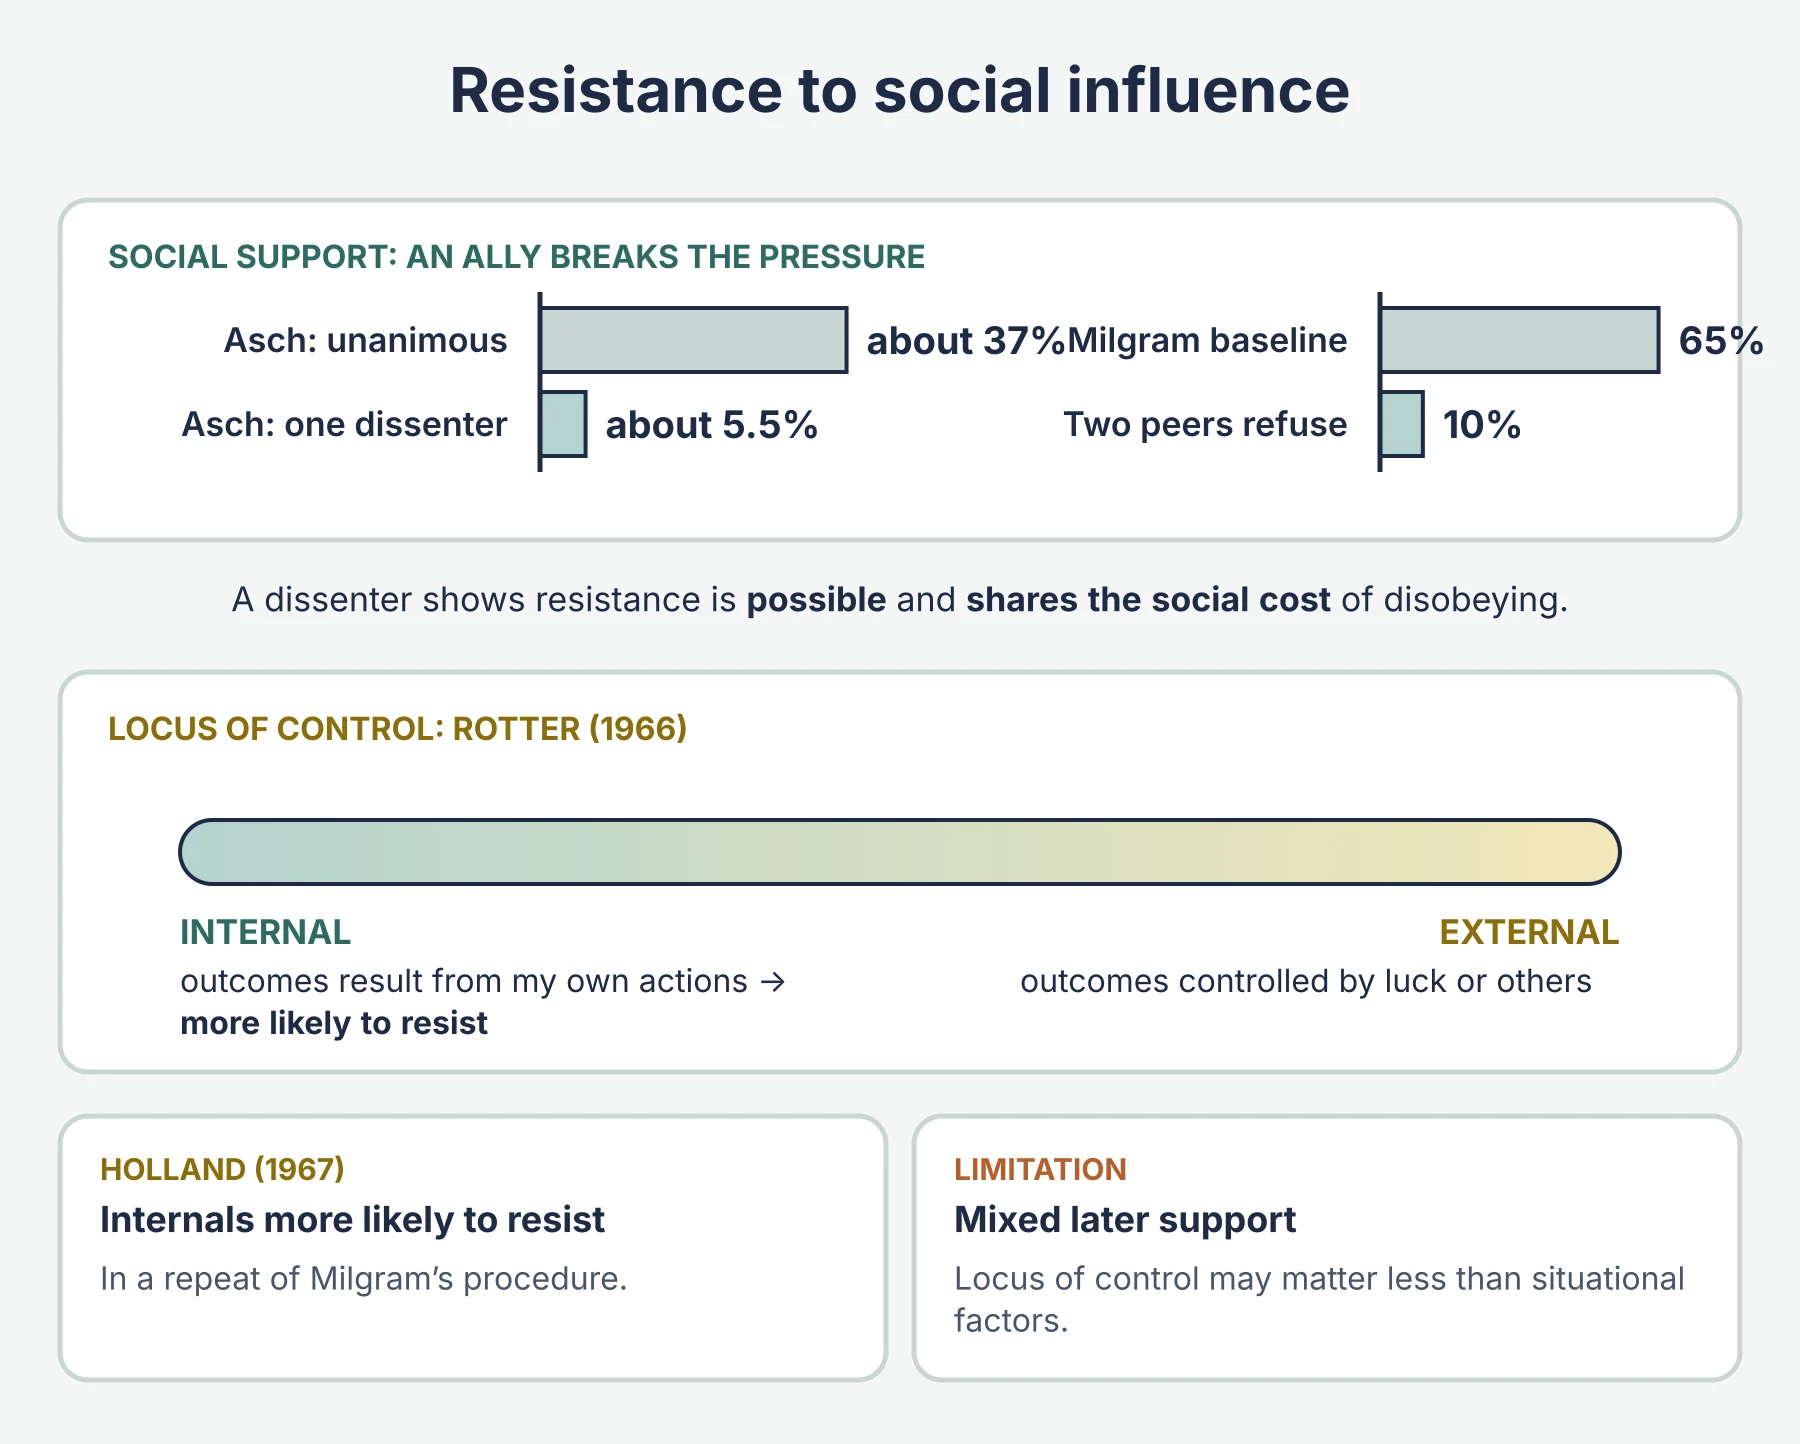 Resistance to social influence
SOCIAL SUPPORT: AN ALLY BREAKS THE PRESSURE
Asch: unanimous
about 37%
Asch: one dissenter
about 5.5%
Milgram baseline
65%
Two peers refuse
10%
A dissenter shows resistance is possible and shares the social cost of disobeying.
LOCUS OF CONTROL: ROTTER (1966)
INTERNAL
outcomes result from my own actions →
more likely to resist
EXTERNAL
outcomes controlled by luck or others
HOLLAND (1967)
Internals more likely to resist
In a repeat of Milgram’s procedure.
LIMITATION
Mixed later support
Locus of control may matter less than situational
factors.